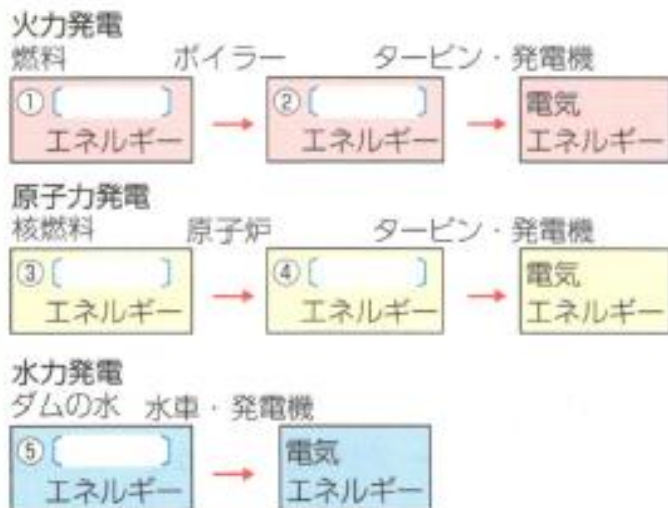 火力発電
燃料 ボイラー タービン・発電機
①〔 〕 → ②〔 〕 → 電気
エネルギー エネルギー エネルギー
原子力発電
核燃料 原子炉 タービン・発電機
③〔 〕 → ④〔 〕 → 電気
エネルギー エネルギー エネルギー
水力発電
ダムの水 水車・発電機
⑤〔 〕 → 電気
エネルギー エネルギー